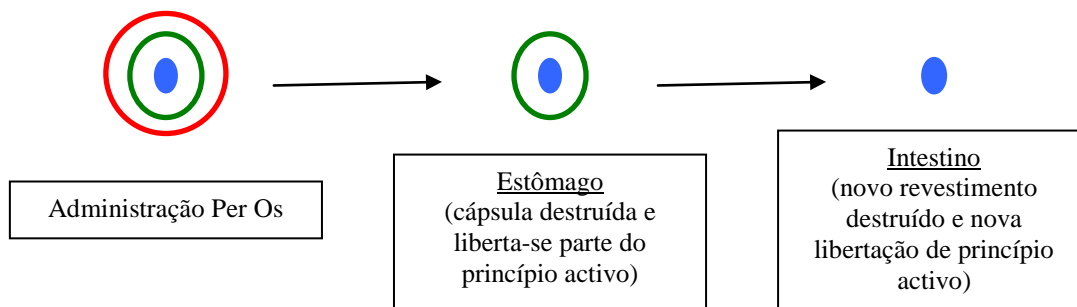 Administração Per Os
Estômago
(cápsula destruída e
liberta-se parte do
princípio activo)
Intestino
(novo revestimento
destruído e nova
libertação de princípio
activo)